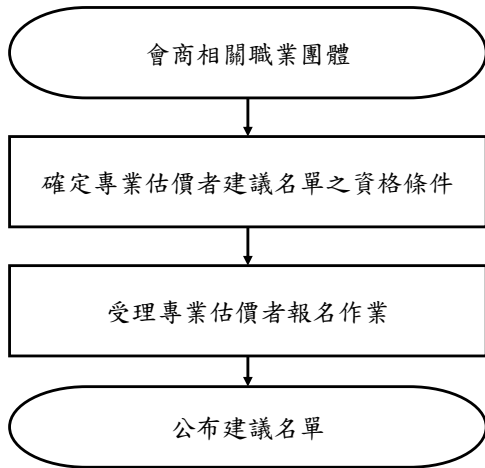 會商相關職業團體
確定專業估價者建議名單之資格條件
受理專業估價者報名作業
公布建議名單